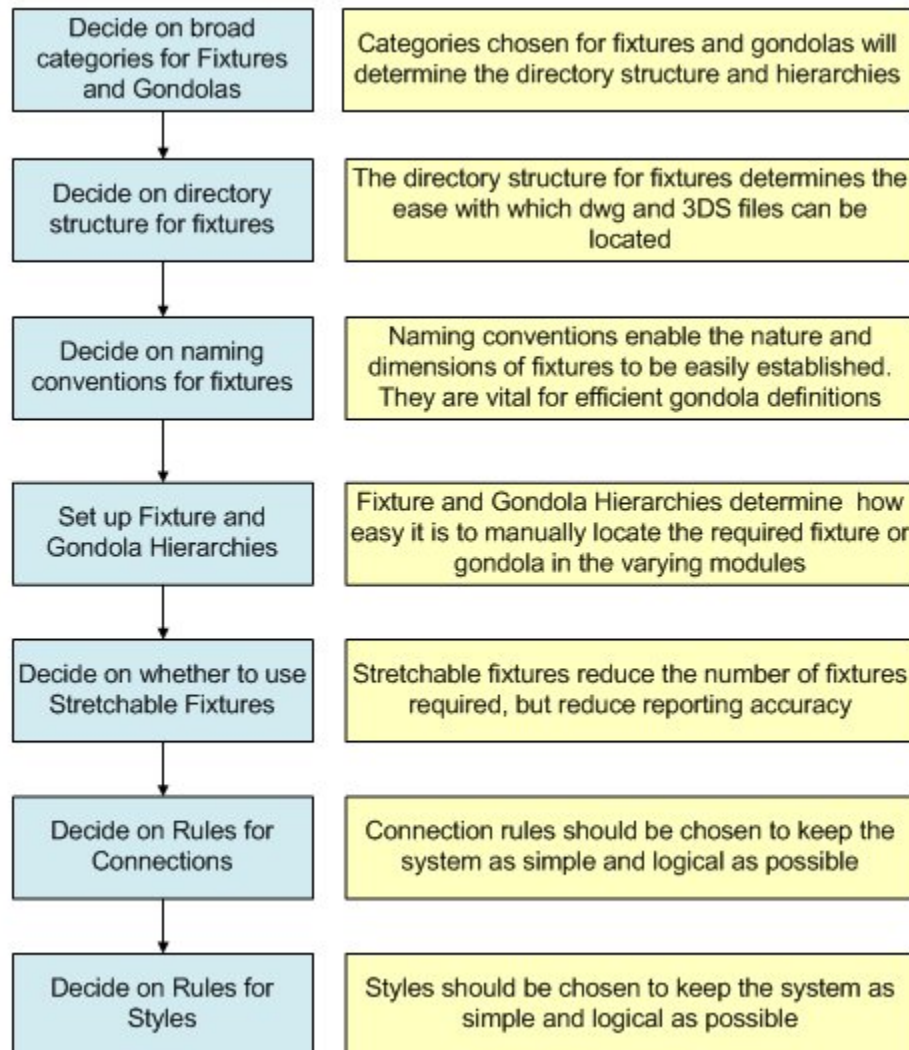 Decide on broad
categories for Fixtures
and Gondolas
Categories chosen for fixtures and gondolas will
determine the directory structure and hierarchies
Decide on directory
structure for fixtures
The directory structure for fixtures determines the
ease with which dwg and 3DS files can be
located
Decide on naming
conventions for fixtures
Naming conventions enable the nature and
dimensions of fixtures to be easily established.
They are vital for efficient gondola definitions
Set up Fixture and
Gondola Hierarchies
Fixture and Gondola Hierarchies determine how
easy it is to manually locate the required fixture or
gondola in the varying modules
Decide on whether to use
Stretchable Fixtures
Stretchable fixtures reduce the number of fixtures
required, but reduce reporting accuracy
Decide on Rules for
Connections
Connection rules should be chosen to keep the
system as simple and logical as possible
Decide on Rules for
Styles
Styles should be chosen to keep the system as
simple and logical as possible